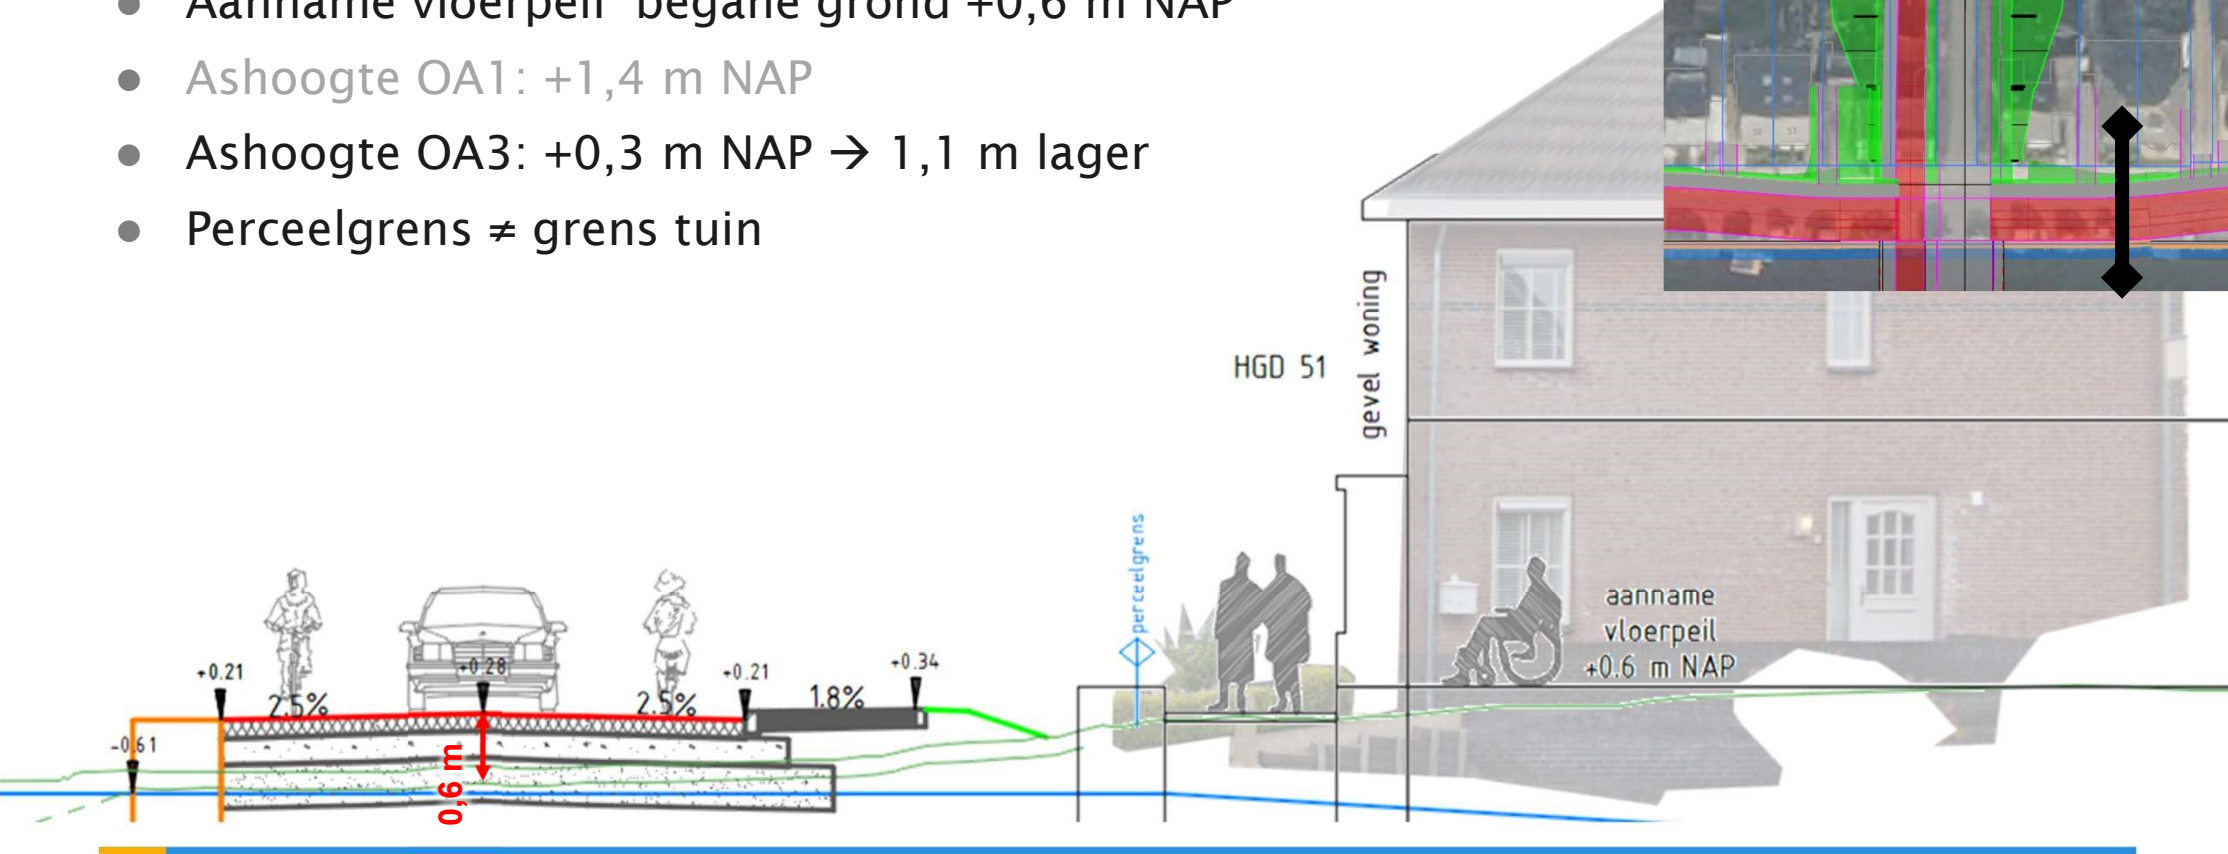 Aanname vloerpeil begane grond +0,6 m NAP
Ashoogte OA1: +1,4 m NAP
Ashoogte OA3: +0,3 m NAP → 1,1 m lager
Perceelgrens ≠ grens tuin
HGD 51
gevel woning
perceelgrens
aanname
vloerpeil
+0.6 m NAP
+0.21
+0.28
+0.21
+0.34
2.5%
2.5%
1.8%
-0.61
0,6 m